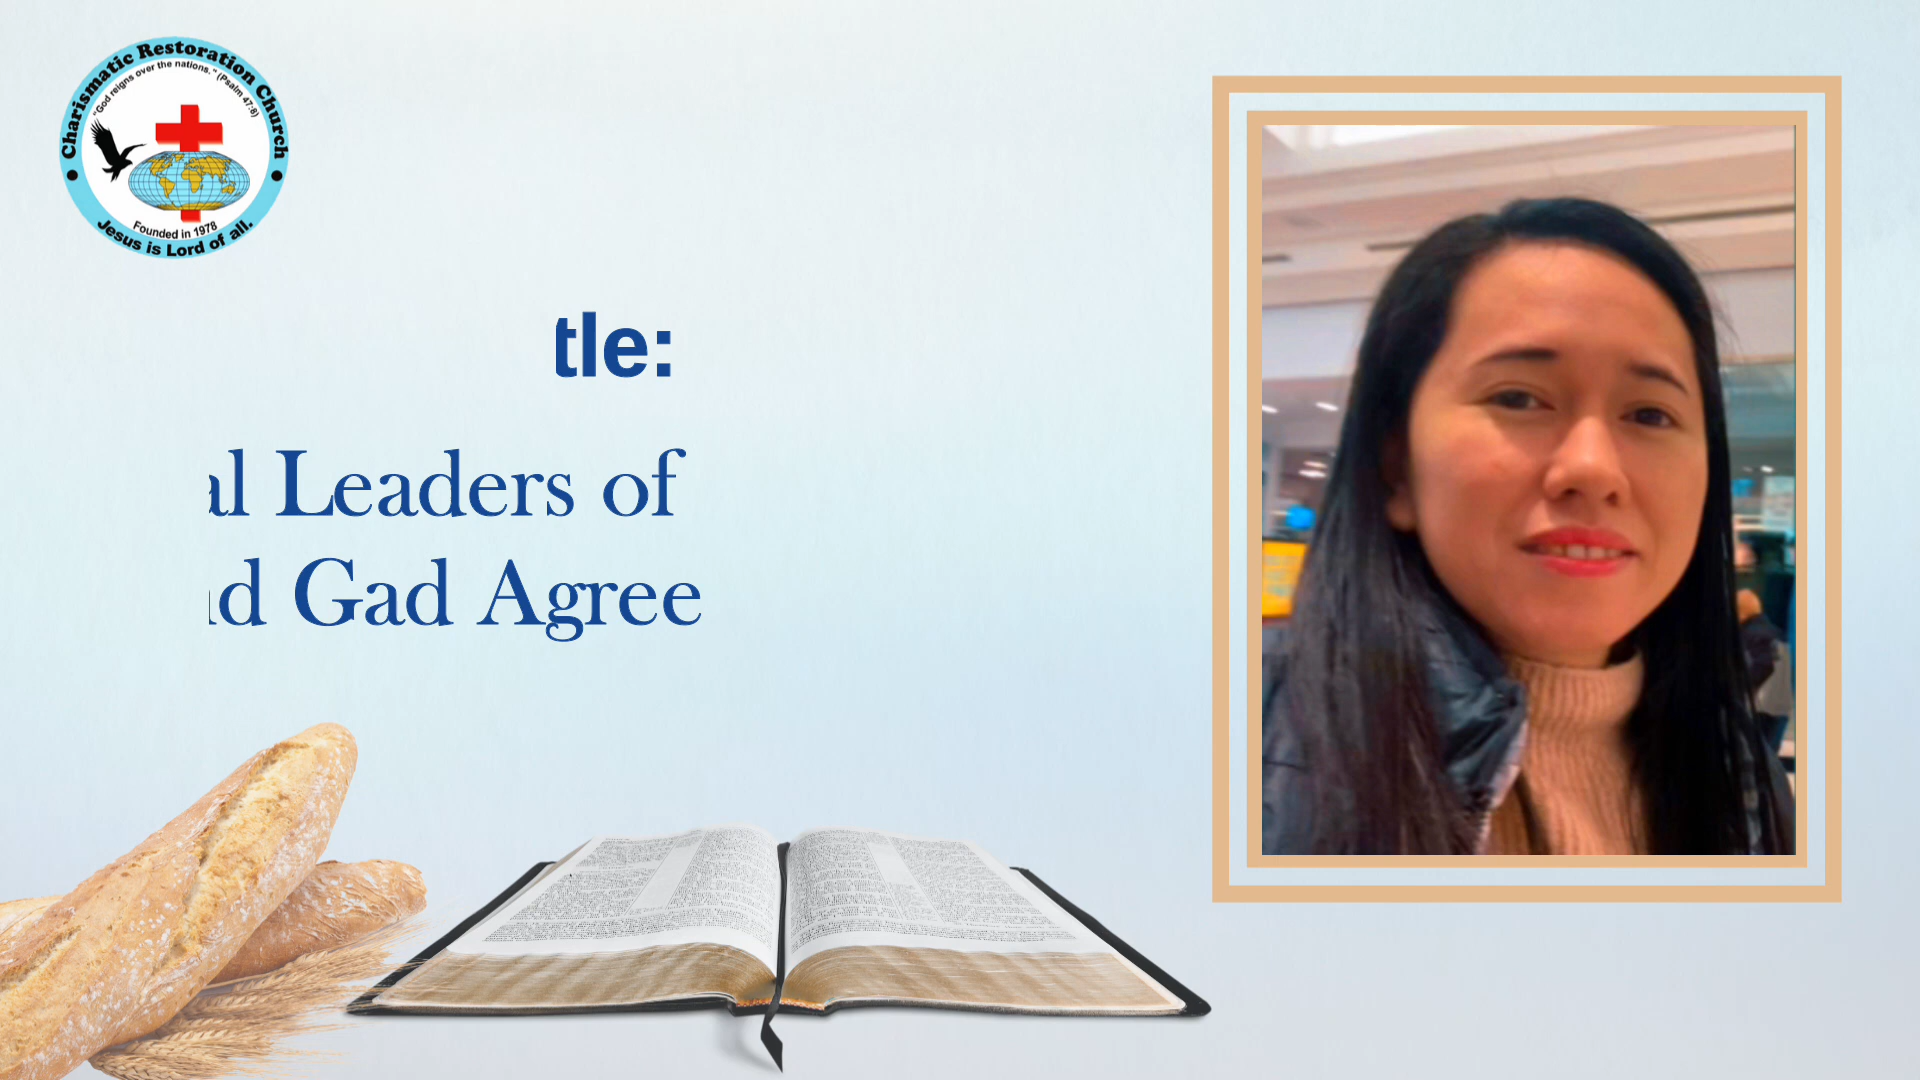 Charismatic Restoration Church
"God reigns over the nations." (Psalm 47:8)
Founded in 1978
Jesus is Lord of all.
tle:
al Leaders of
d Gad Agree